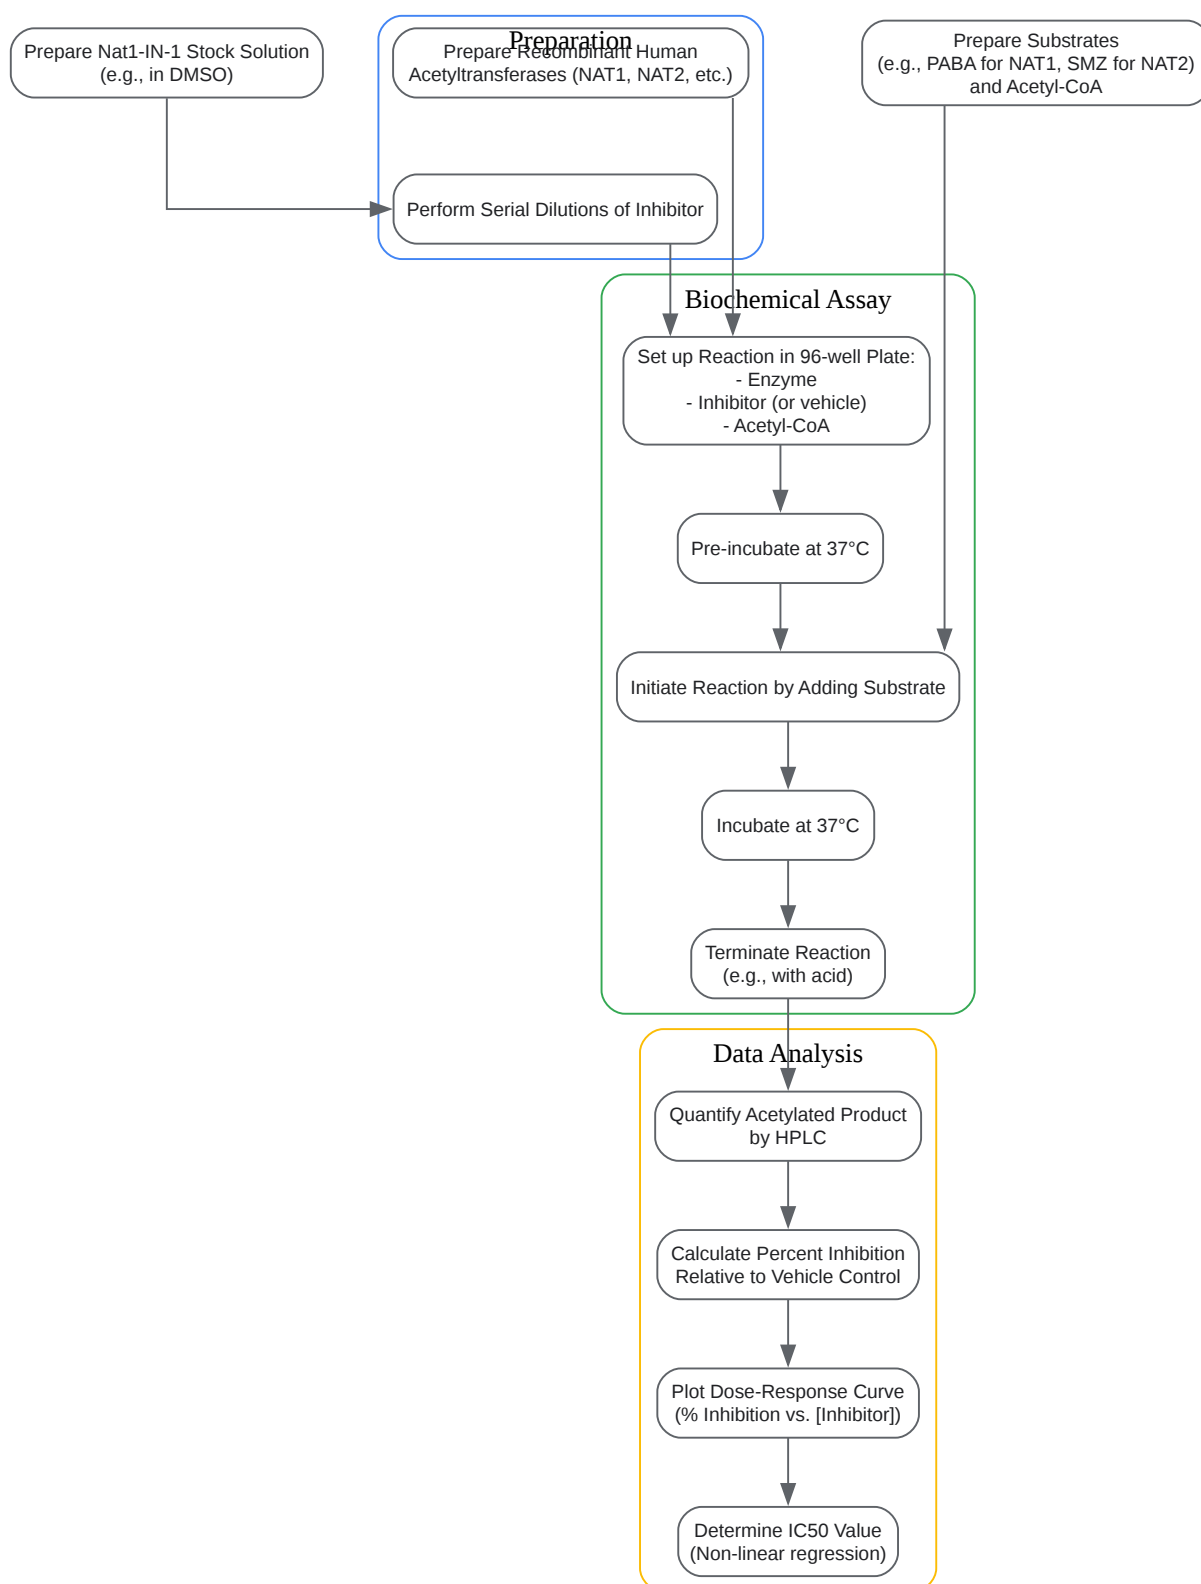 Prepare Nat1-IN-1 Stock Solution
(e.g., in DMSO)
Preparation
Prepare Recombinant Human
Acetyltransferases (NAT1, NAT2, etc.)
Prepare Substrates
(e.g., PABA for NAT1, SMZ for NAT2)
and Acetyl-CoA
Perform Serial Dilutions of Inhibitor
Biochemical Assay
Set up Reaction in 96-well Plate:
- Enzyme
- Inhibitor (or vehicle)
- Acetyl-CoA
Pre-incubate at 37°C
Initiate Reaction by Adding Substrate
Incubate at 37°C
Terminate Reaction
(e.g., with acid)
Data Analysis
Quantify Acetylated Product
by HPLC
Calculate Percent Inhibition
Relative to Vehicle Control
Plot Dose-Response Curve
(% Inhibition vs. [Inhibitor])
Determine IC50 Value
(Non-linear regression)